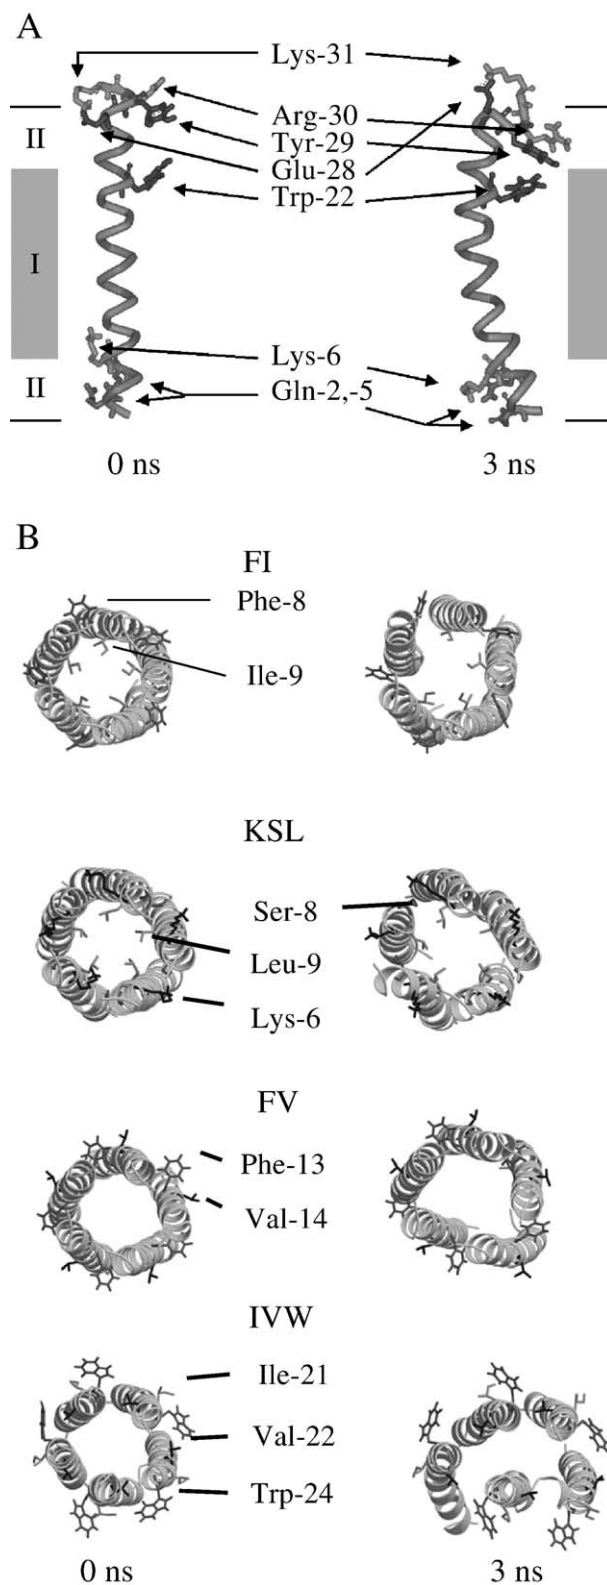 A
Lys-31
Arg-30
II
Tyr-29
II
Glu-28
Trp-22
I
I
Lys-6
II
Gln-2,-5
II
0 ns
3 ns
B
FI
Phe-8
Ile-9
KSL
Ser-8
Leu-9
Lys-6
FV
Phe-13
Val-14
IVW
Ile-21
Val-22
Trp-24
0 ns
3 ns